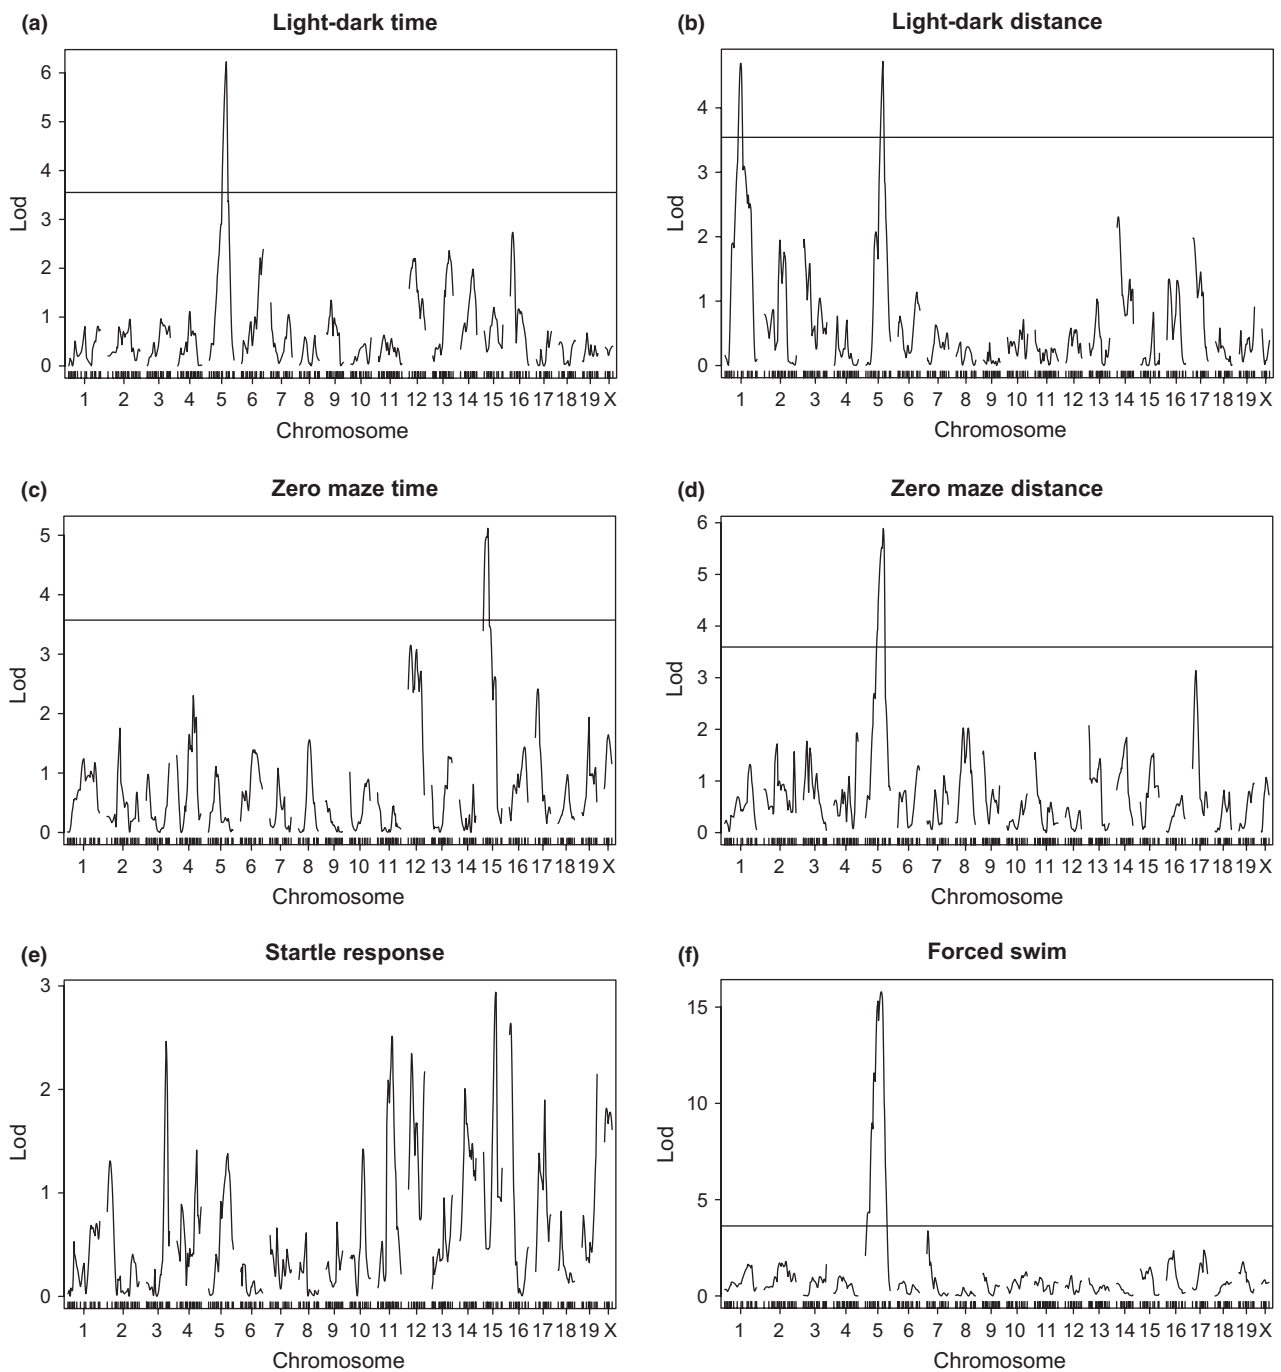 (a) Light-dark time
Lod
6
5
4
3
2
1
0
1 2 3 4 5 6 7 8 9 10 11 12 13 14 15 16 17 18 19 X
Chromosome
(b) Light-dark distance
Lod
4
3
2
1
0
1 2 3 4 5 6 7 8 9 10 11 12 13 14 15 16 17 18 19 X
Chromosome
(c) Zero maze time
Lod
5
4
3
2
1
0
1 2 3 4 5 6 7 8 9 10 11 12 13 14 15 16 17 18 19 X
Chromosome
(d) Zero maze distance
Lod
6
5
4
3
2
1
0
1 2 3 4 5 6 7 8 9 10 11 12 13 14 15 16 17 18 19 X
Chromosome
(e) Startle response
Lod
3
2
1
0
1 2 3 4 5 6 7 8 9 10 11 12 13 14 15 16 17 18 19 X
Chromosome
(f) Forced swim
Lod
15
10
5
0
1 2 3 4 5 6 7 8 9 10 11 12 13 14 15 16 17 18 19 X
Chromosome